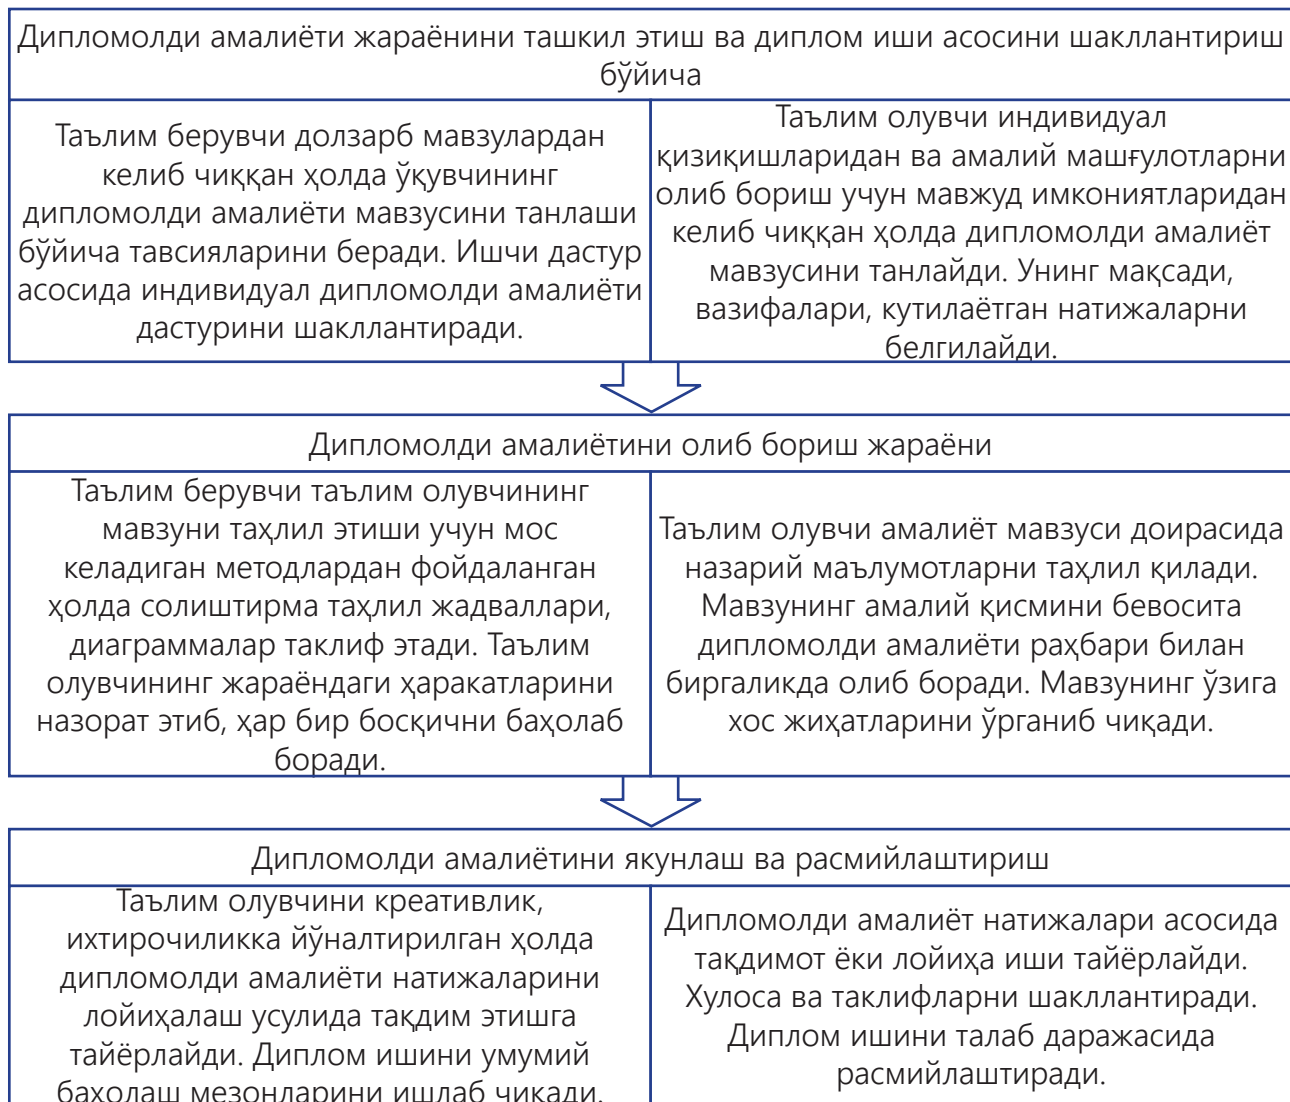 Дипломолди амалиёти жараёнини ташкил этиш ва диплом иши асосини шакллантириш
бўйича
Таълим берувчи долзарб мавзулардан
келиб чиққан ҳолда ўқувчининг
дипломолди амалиёти мавзусини танлаши
бўйича тавсияларини беради. Ишчи дастур
асосида индивидуал дипломолди амалиёти
дастурини шакллантиради.
Таълим олувчи индивидуал
қизиқишларидан ва амалий машғулотларни
олиб бориш учун мавжуд имкониятларидан
келиб чиққан ҳолда дипломолди амалиёт
мавзусини танлайди. Унинг мақсади,
вазифалари, кутилаётган натижаларни
белгилайди.
Дипломолди амалиётини олиб бориш жараёни
Таълим берувчи таълим олувчининг
мавзуни таҳлил этиши учун мос
келадиган методлардан фойдаланган
ҳолда солиштирма таҳлил жадваллари,
диаграммалар таклиф этади. Таълим
олувчининг жараёндаги ҳаракатларини
назорат этиб, ҳар бир босқични баҳолаб
боради.
Таълим олувчи амалиёт мавзуси доирасида
назарий маълумотларни таҳлил қилади.
Мавзунинг амалий қисмини бевосита
дипломолди амалиёти раҳбари билан
биргаликда олиб боради. Мавзунинг ўзига
хос жиҳатларини ўрганиб чиқади.
Дипломолди амалиётини якунлаш ва расмийлаштириш
Таълим олувчини креативлик,
ихтирочиликка йўналтирилган ҳолда
дипломолди амалиёти натижаларини
лойиҳалаш усулида тақдим этишга
тайёрлайди. Диплом ишини умумий
баҳолаш мезонларини ишлаб чиқади.
Дипломолди амалиёт натижалари асосида
тақдимот ёки лойиҳа иши тайёрлайди.
Хулоса ва таклифларни шакллантиради.
Диплом ишини талаб даражасида
расмийлаштиради.